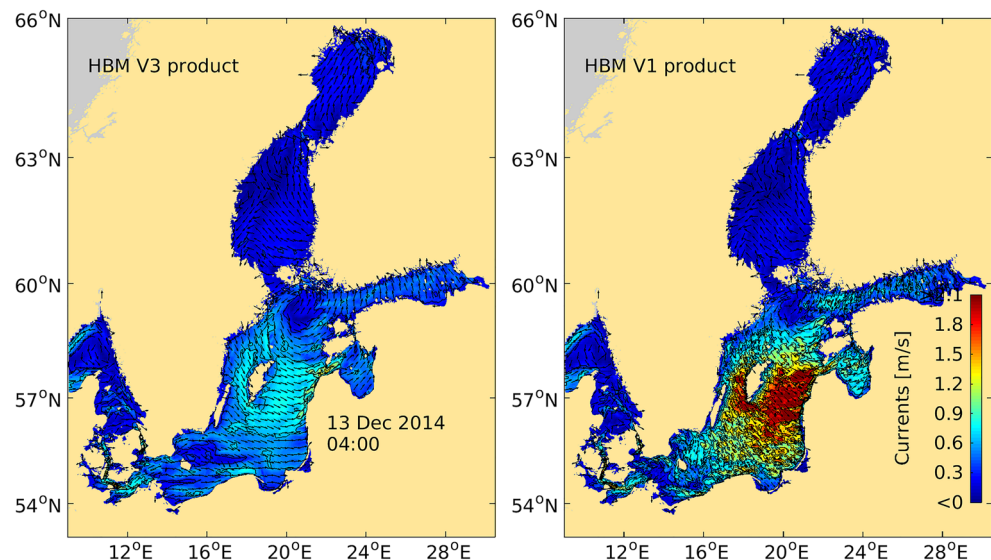 66°N
63°N
60°N
57°N
54°N
12°E 16°E 20°E 24°E 28°E
HBM V3 product
13 Dec 2014
04:00
66°N
63°N
60°N
57°N
54°N
12°E 16°E 20°E 24°E 28°E
HBM V1 product
Currents [m/s]
1.8
1.5
1.2
0.9
0.6
0.3
<0